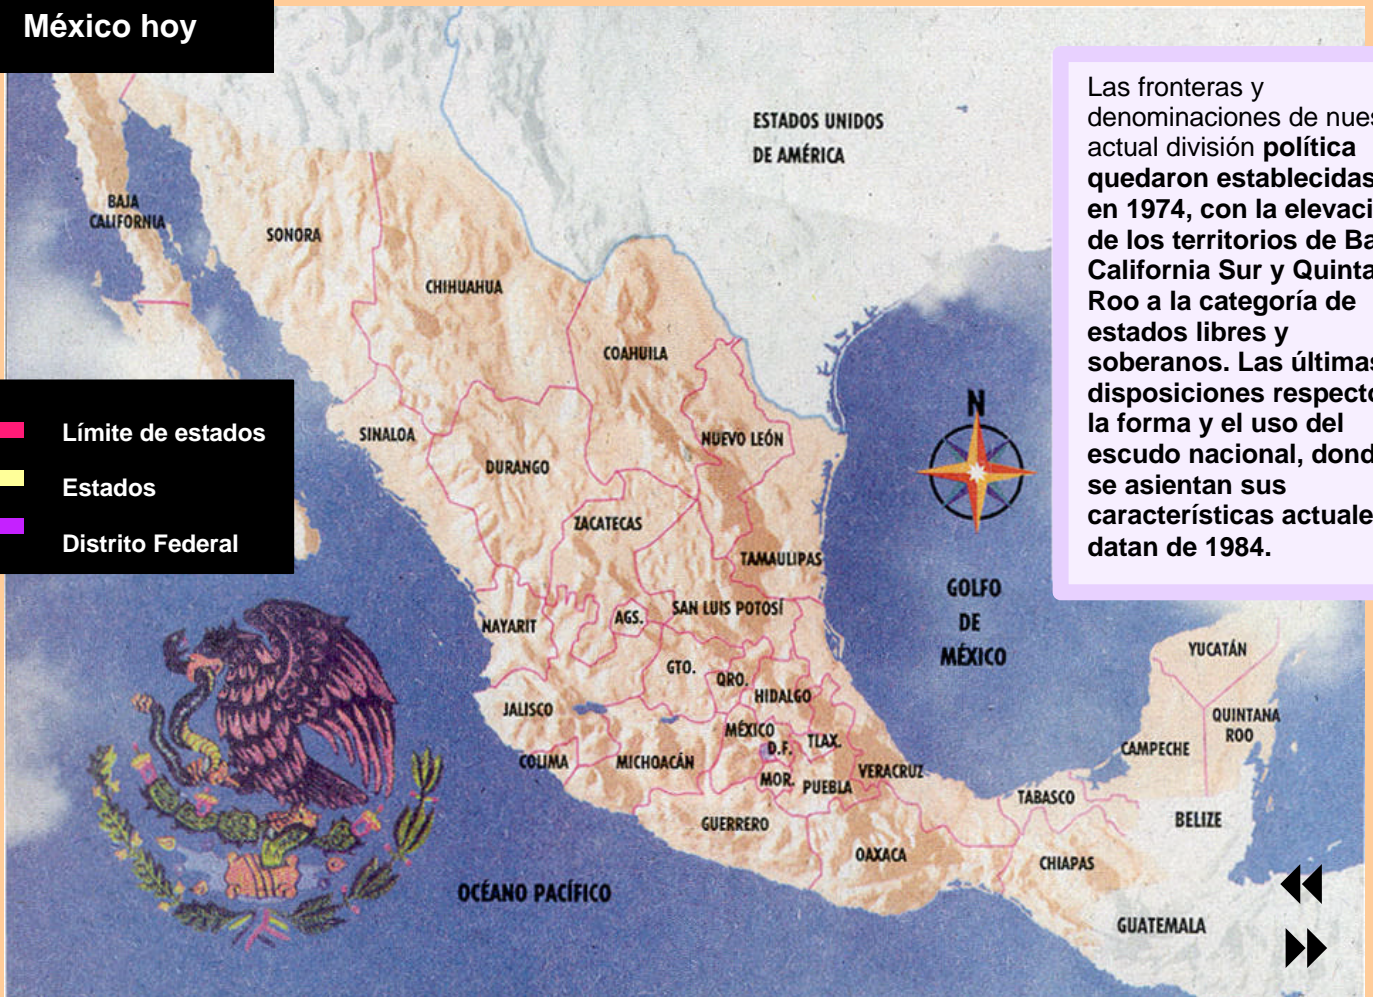 México hoy
ESTADOS UNIDOS
DE AMÉRICA
Las fronteras y
denominaciones de nues
actual división política
quedaron establecidas
en 1974, con la elevaci
de los territorios de Ba
California Sur y Quinta
Roo a la categoría de
estados libres y
soberanos. Las últimas
disposiciones respecto
la forma y el uso del
escudo nacional, dond
se asientan sus
características actuale
datan de 1984.
BAJA
CALIFORNIA
SONORA
CHIHUAHUA
COAHUILA
Límite de estados
Estados
Distrito Federal
SINALOA
DURANGO
NUEVO LEÓN
N
ZACATECAS
TAMAULIPAS
GOLFO
DE
MÉXICO
NAYARIT
AGS.
SAN LUIS POTOSÍ
GTO.
QRO.
HIDALGO
YUCATÁN
JALISCO
MÉXICO
D.F.
TLAX.
QUINTANA
ROO
CAMPECHE
COLIMA
MICHOACÁN
MOR.
PUEBLA
VERACRUZ
TABASCO
BELIZE
GUERRERO
OAXACA
CHIAPAS
OCÉANO PACÍFICO
GUATEMALA